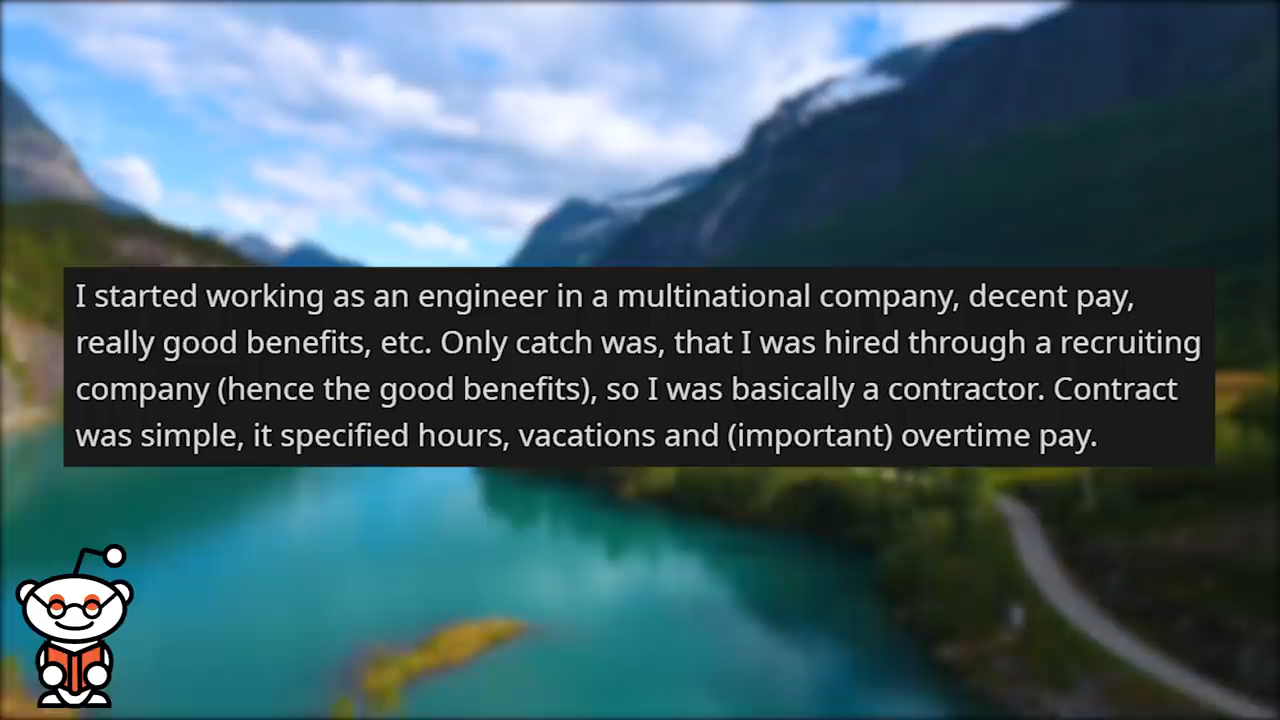 I started working as an engineer in a multinational company, decent pay,
really good benefits, etc. Only catch was, that I was hired through a recruiting
company (hence the good benefits), so I was basically a contractor. Contract
was simple, it specified hours, vacations and (important) overtime pay.